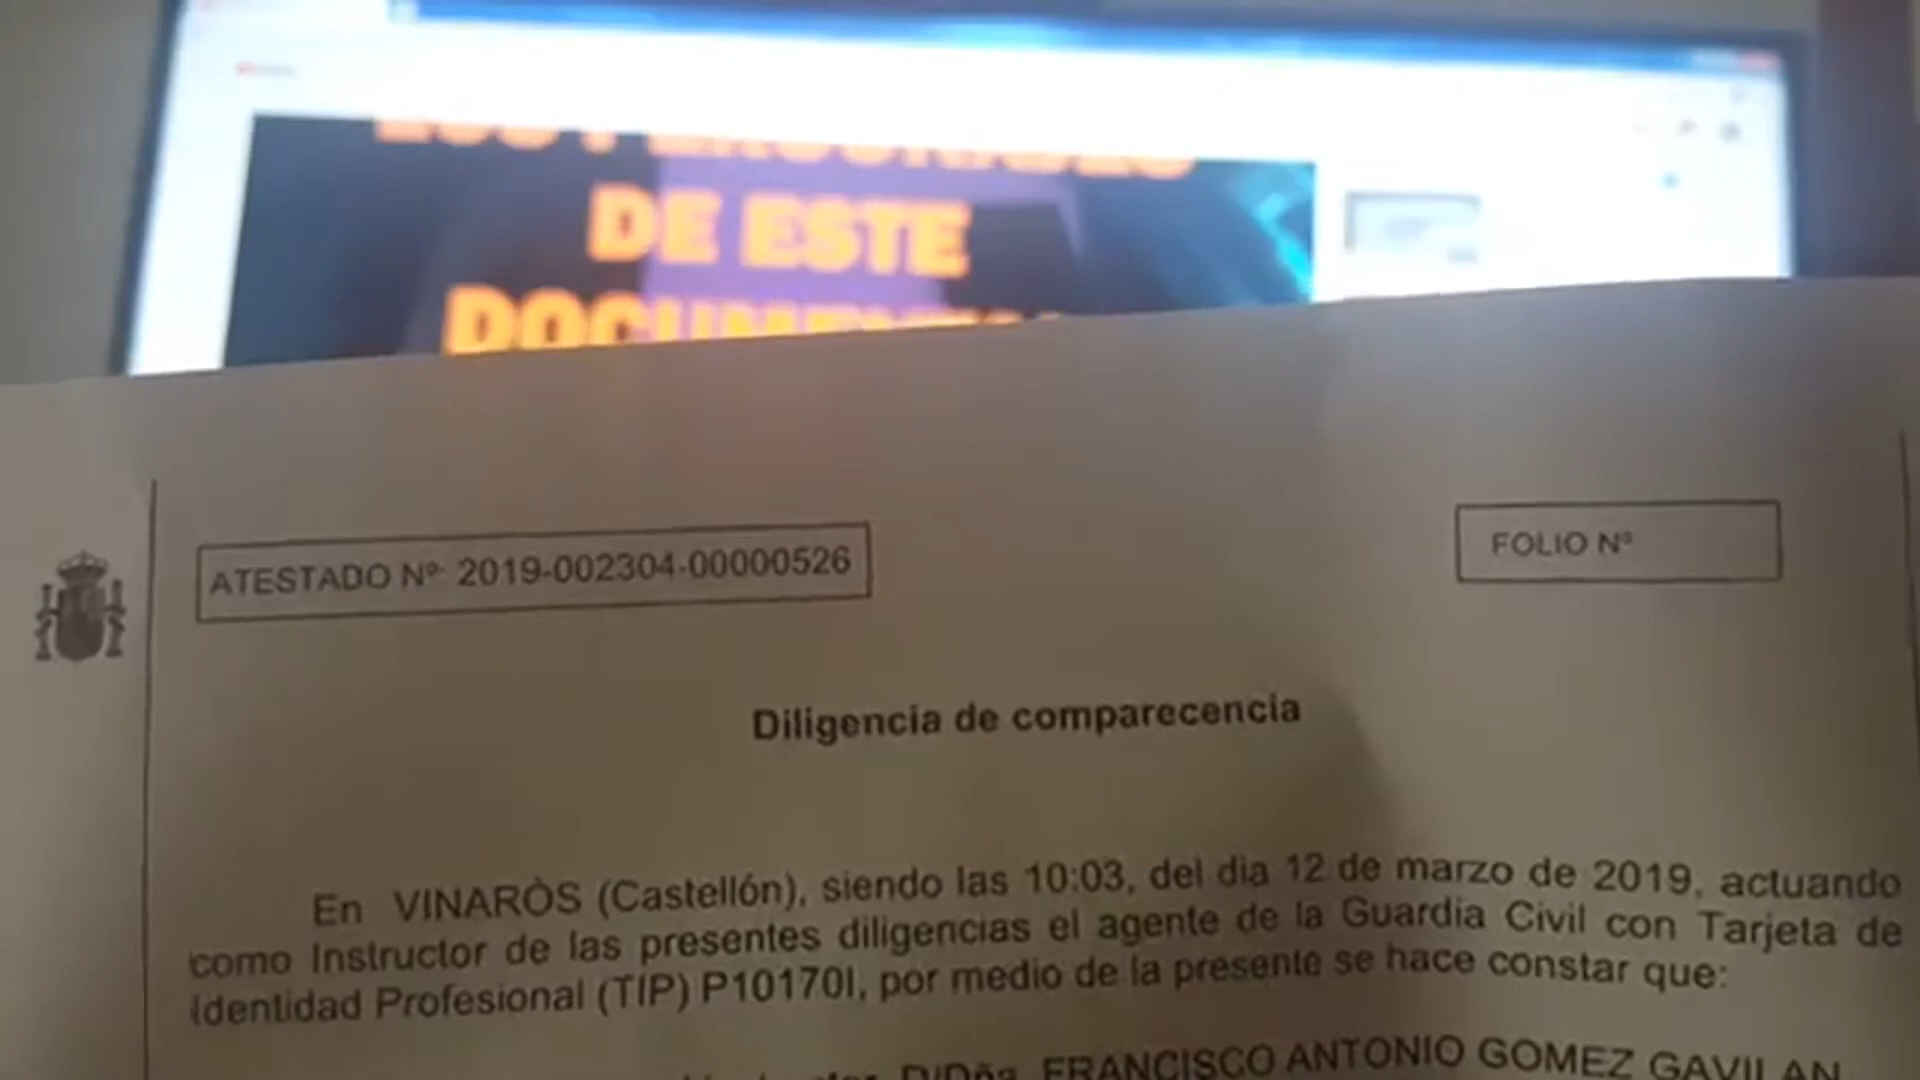 DE ESTE
ATESTADO Nº 2019-002304-00000526
FOLIO Nº
Diligencia de comparecencia
En VINARÒS (Castellón), siendo las 10:03, del dia 12 de marzo de 2019, actuando
como Instructor de las presentes diligencias el agente de la Guardia Civil con Tarjeta de
Identidad Profesional (TIP) P10170I, por medio de la presente se hace constar que:
D/Dña. FRANCISCO ANTONIO GOMEZ GAVILAN